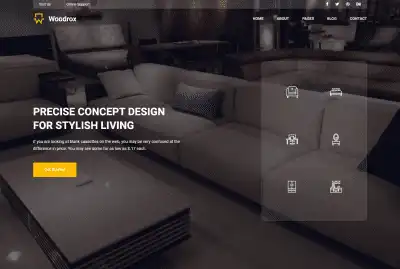 Online Support
Woodrox
HOME
ABOUT
PAGES
BLOG
CONTACT
PRECISE CONCEPT DESIGN
FOR STYLISH LIVING
If you are looking at blank cassettes on the web, you may be very confused at the
difference in price. You may see some for as low as $.17 each.